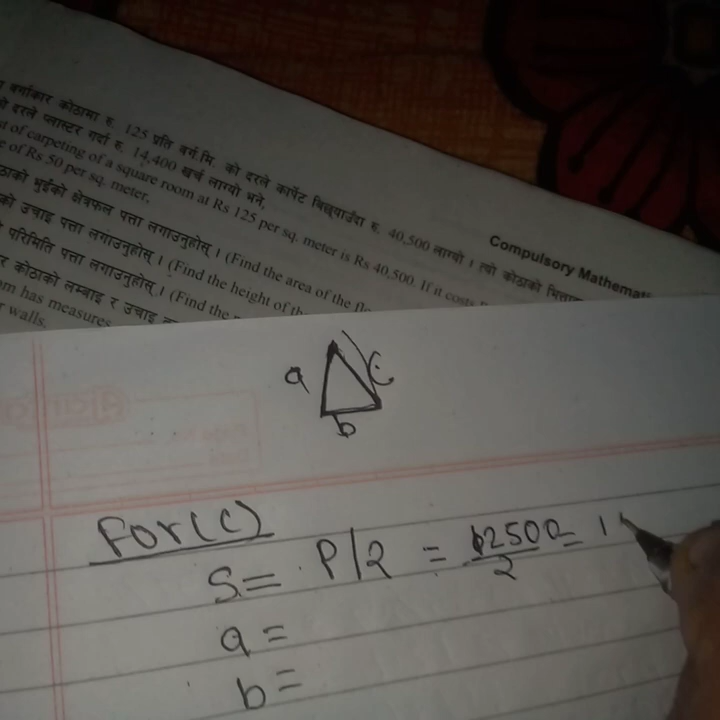 वर्गाकार कोठामा रु. 125 प्रति वर्ग.मि. को दरले कार्पेट बिछ्याउँदा रु. 40,500 लाग्यो । त्यो कोठाको
दरले प्लास्टर गर्दा रु. 14,400 खर्च लाग्यो भने,
of carpeting of a square room at Rs 125 per sq. meter is Rs 40,500. If it costs
of Rs 50 per sq. meter,
भुईको क्षेत्रफल पत्ता लगाउनुहोस् । (Find the area of the
उचाइ पत्ता लगाउनुहोस् । (Find the height of
परिमिति पत्ता लगाउनुहोस् । (Find the
कोठाको लम्बाइ र उचाइ
has measures
walls.
Compulsory
a
c
b
For (C)
S = P/2 = 12500/2 = 1
a =
b =